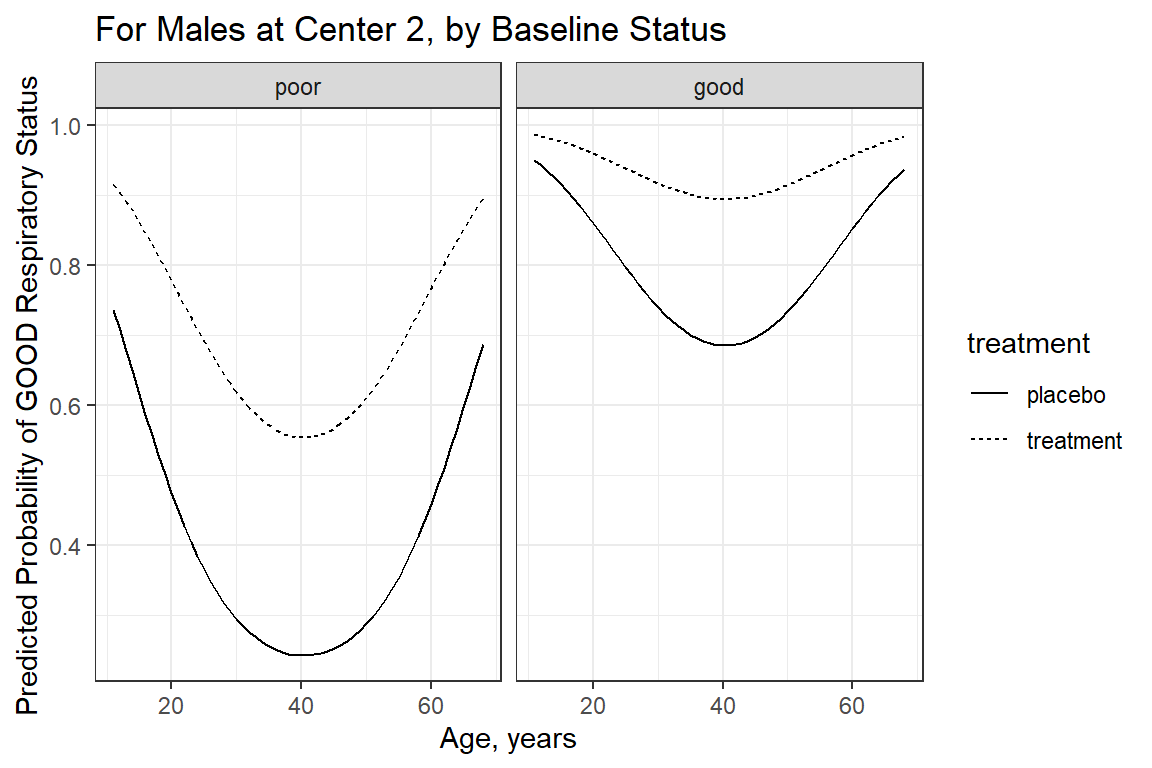 For Males at Center 2, by Baseline Status
poor
good
Predicted Probability of GOOD Respiratory Status
1.0
0.8
0.6
0.4
20 40 60
20 40 60
Age, years
treatment
placebo
treatment